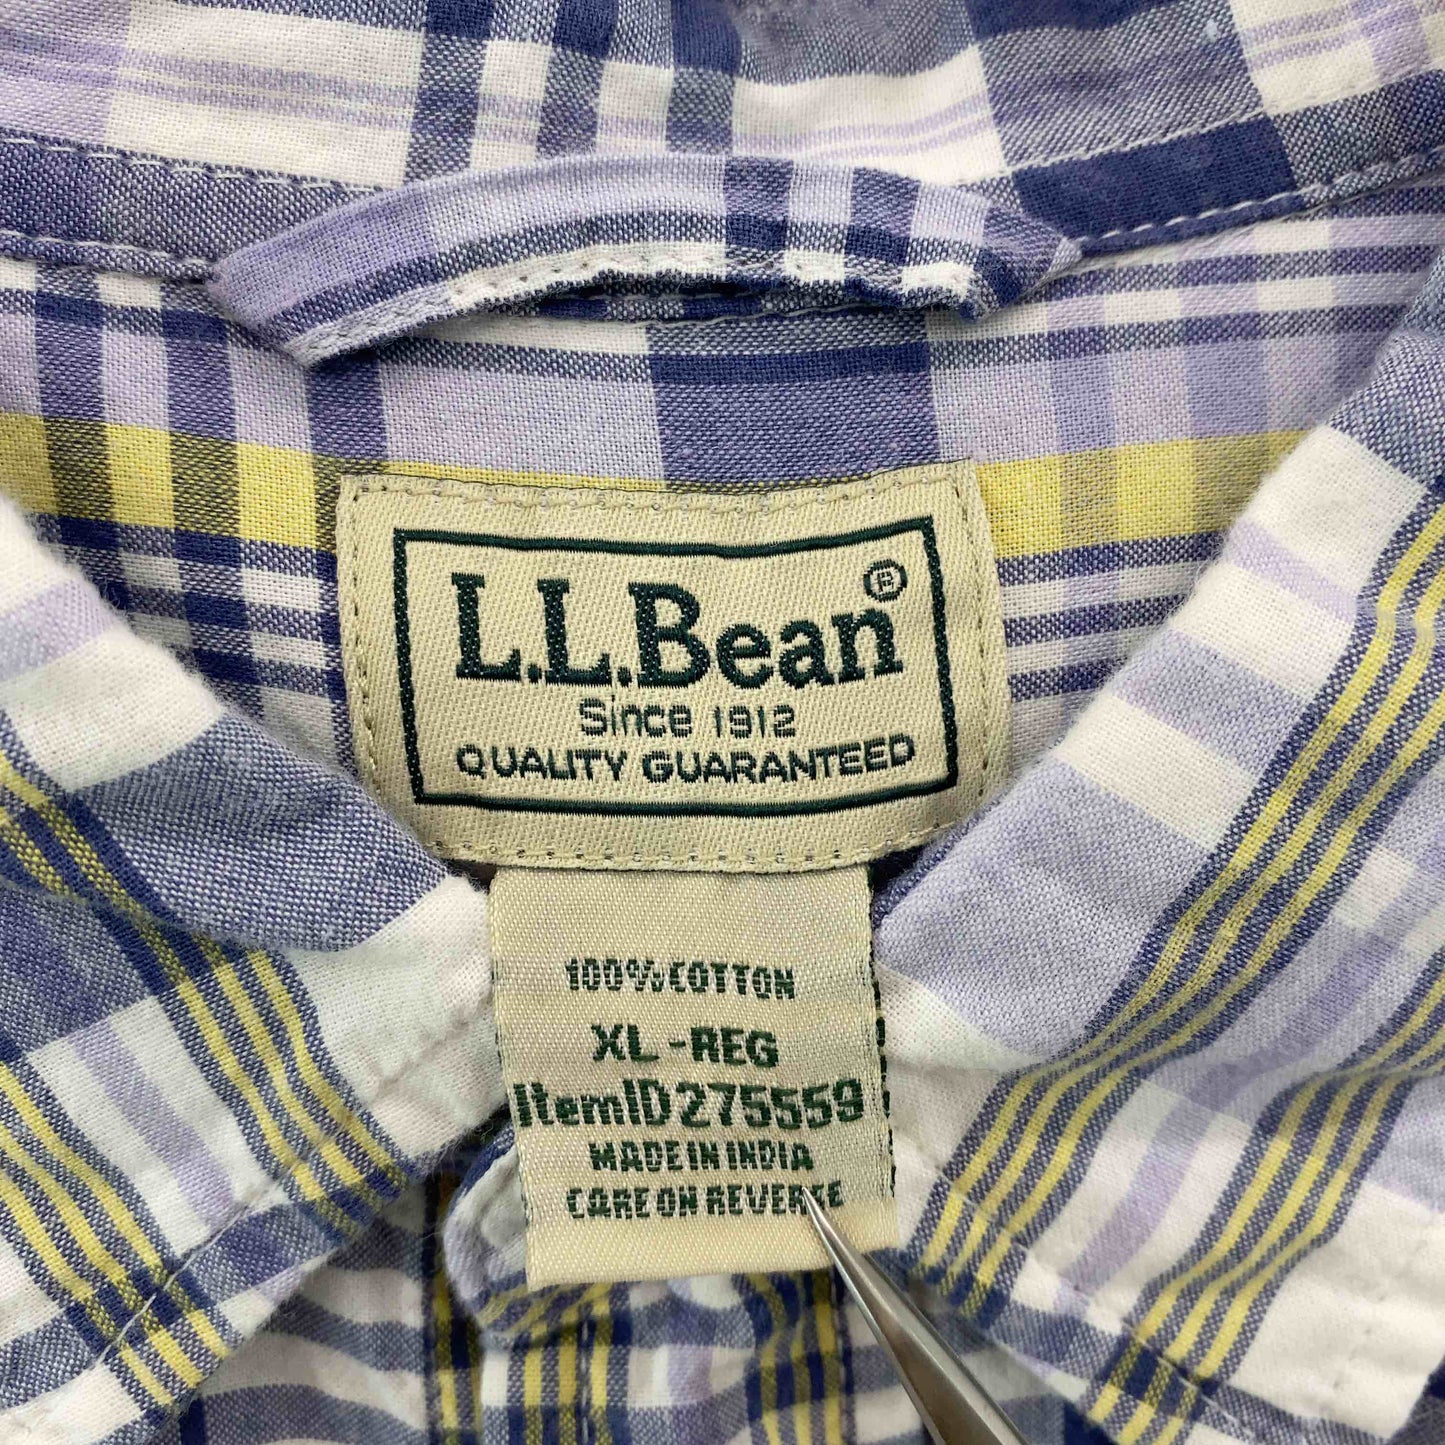 L.L.Bean®
Since 1912
QUALITY GUARANTEED
100% COTTON
XL-REG
ItemID275559
MADE IN INDIA
CARE ON REVERSE